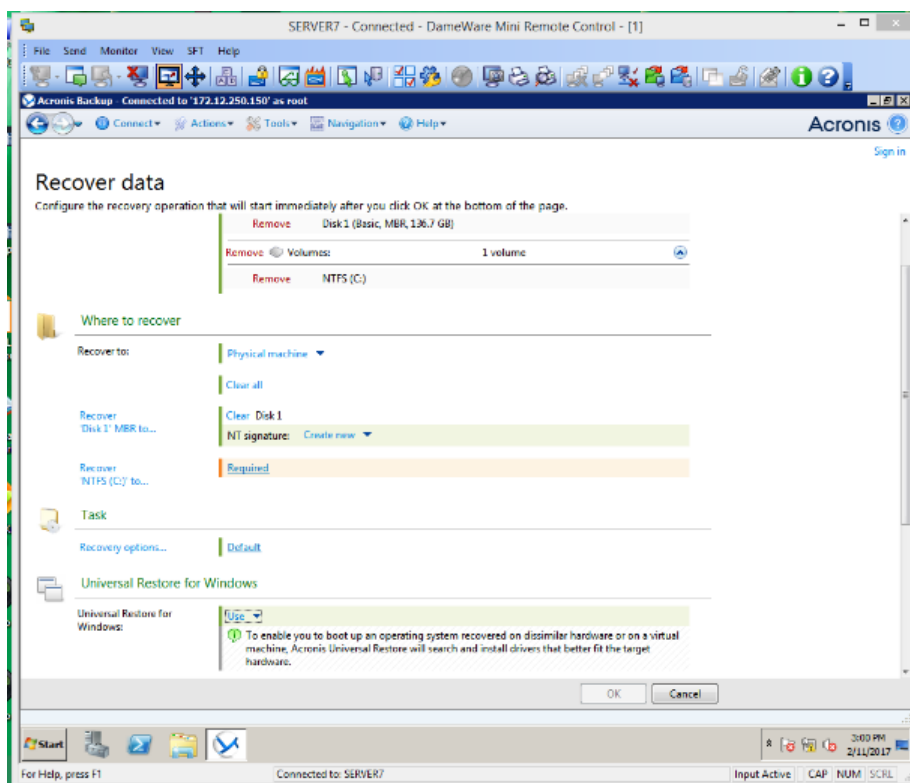 SERVER7 - Connected - DameWare Mini Remote Control - [1]
File Send Monitor View SFT Help
Acronis Backup - Connected to '172.12.250.150' as root
Connect Actions Tools Navigation Help Acronis
Sign in
Recover data
Configure the recovery operation that will start immediately after you click OK at the bottom of the page.
Remove Disk 1 (Basic, MBR, 136.7 GB)
Remove Volumes: 1 volume
Remove NTFS (C:)
Where to recover
Recover to: Physical machine
Clear all
Recover 
'Disk 1' MBR to...
Clear Disk 1
NT signature: Create new
Recover
'NTFS (C:)' to...
Required
Task
Recovery options... Default
Universal Restore for Windows
Universal Restore for
Windows:
Use
To enable you to boot up an operating system recovered on dissimilar hardware or on a virtual
machine, Acronis Universal Restore will search and install drivers that better fit the target
hardware.
OK Cancel
Start
3:00 PM
2/11/2017
For Help, press F1 Connected to: SERVER7 Input Active CAP NUM SCRL